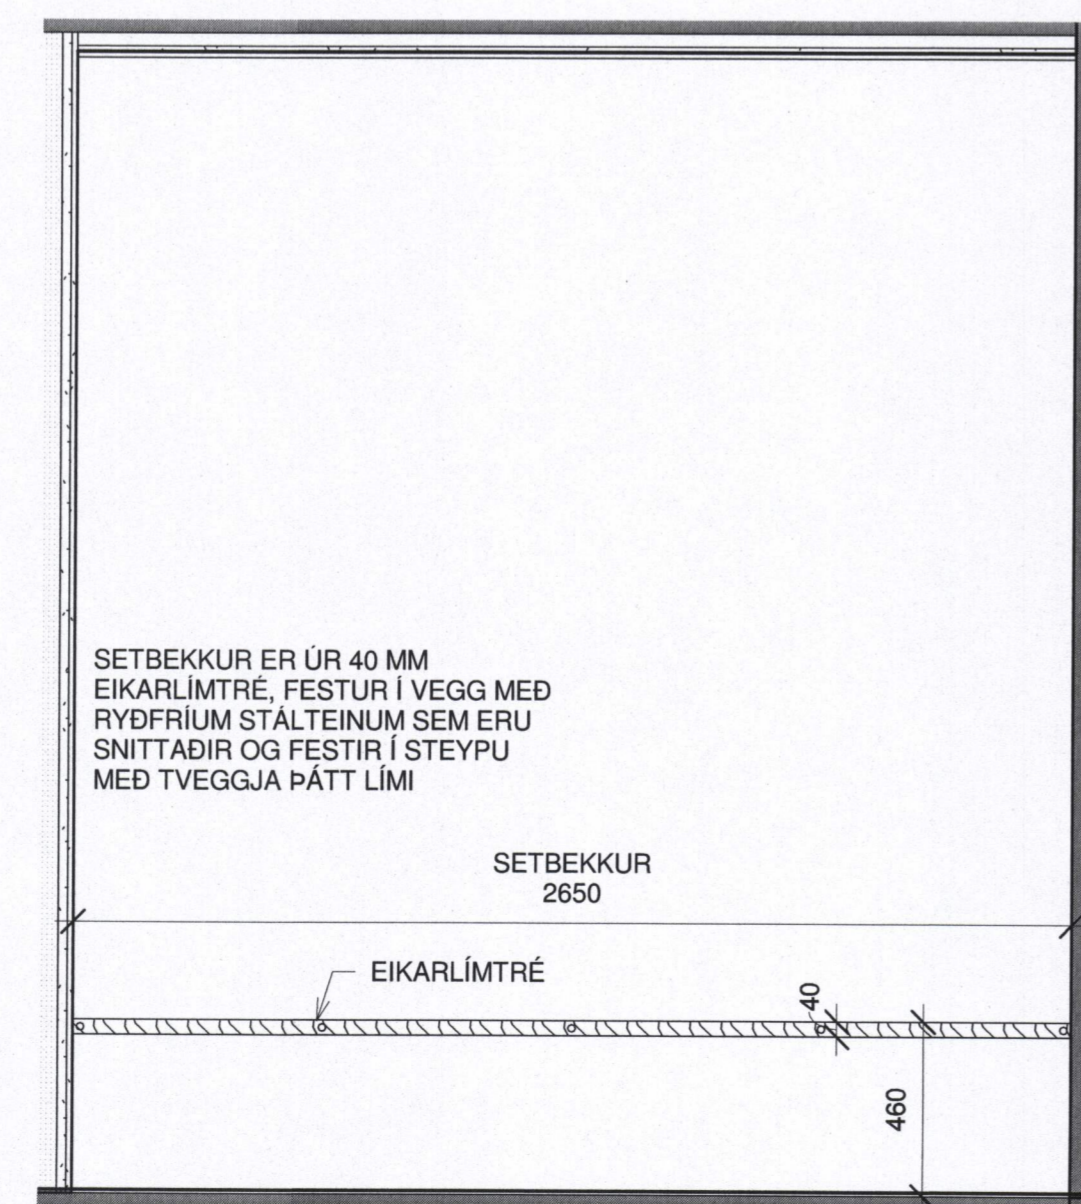 SETBEKKUR ER ÚR 40 MM
EIKARLÍMTRÉ, FESTUR Í VEGG MEÐ
RYÐFRÍUM STÁLTEINUM SEM ERU
SNITTAÐIR OG FESTIR Í STEYPU
MEÐ TVEGGJA ÞÁTT LÍMI
SETBEKKUR
2650
EIKARLÍMTRÉ
40
460